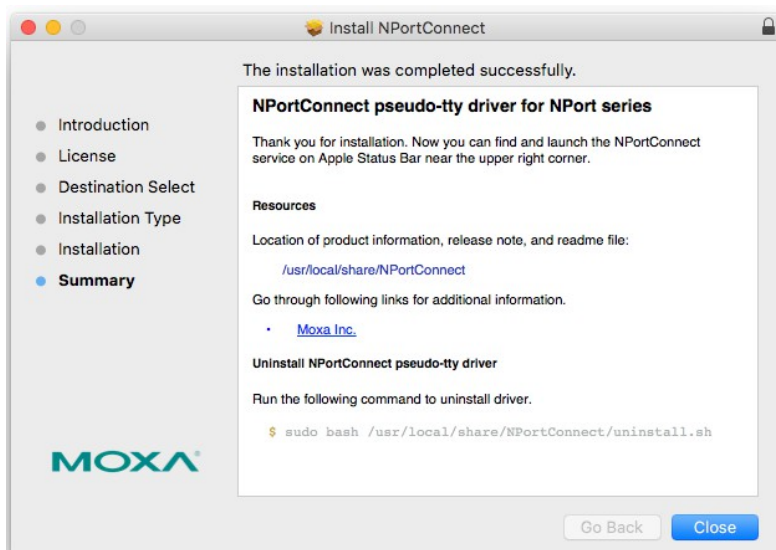 Install NPortConnect
The installation was completed successfully.
Introduction
License
Destination Select
Installation Type
Installation
Summary
NPortConnect pseudo-tty driver for NPort series
Thank you for installation. Now you can find and launch the NPortConnect
service on Apple Status Bar near the upper right corner.
Resources
Location of product information, release note, and readme file:
/usr/local/share/NPortConnect
Go through following links for additional information.
• Moxa Inc.
Uninstall NPortConnect pseudo-tty driver
Run the following command to uninstall driver.
$ sudo bash /usr/local/share/NPortConnect/uninstall.sh
MOXA®
Go Back
Close